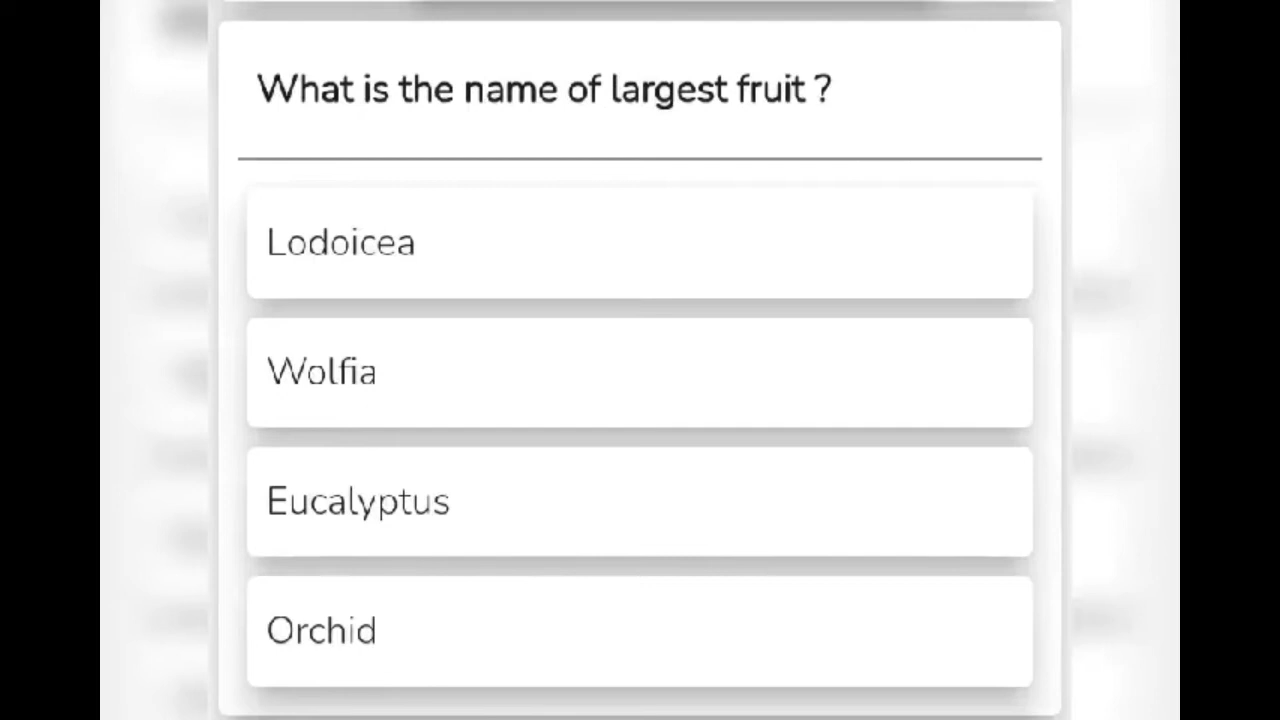 What is the name of largest fruit ?
Lodoicea
Wolfia
Eucalyptus
Orchid